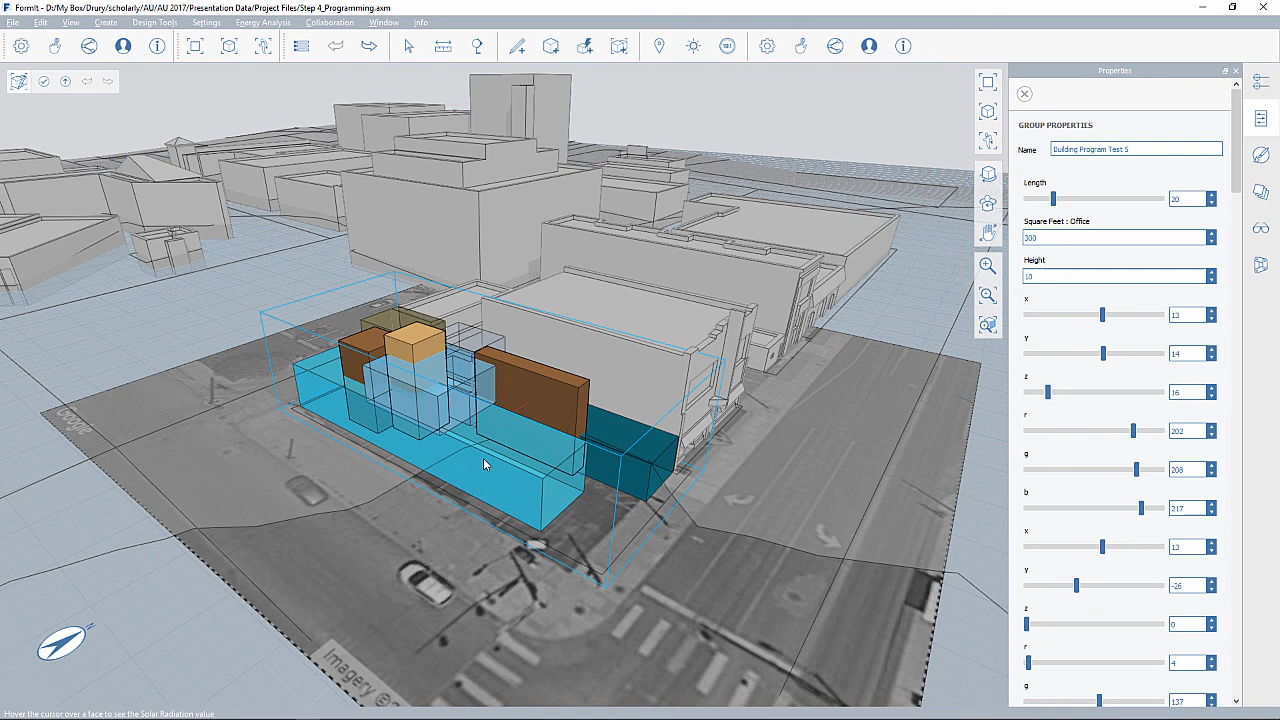 FormIt - D:/My Box/Drury/scholarly/AU/AU 2017/Presentation Data/Project Files/Step 4_Programming.axm
File Edit View Create Design Tools Settings Energy Analysis Collaboration Window Info
Properties
GROUP PROPERTIES
Name Building Program Test 5
Length
20
Square Feet : Office
300
Height
10
x
13
y
14
z
16
r
202
g
208
b
217
x
13
y
-26
z
0
r
4
g
137
Google
N
Imagery ©
Hover the cursor over a face to see the Solar Radiation value